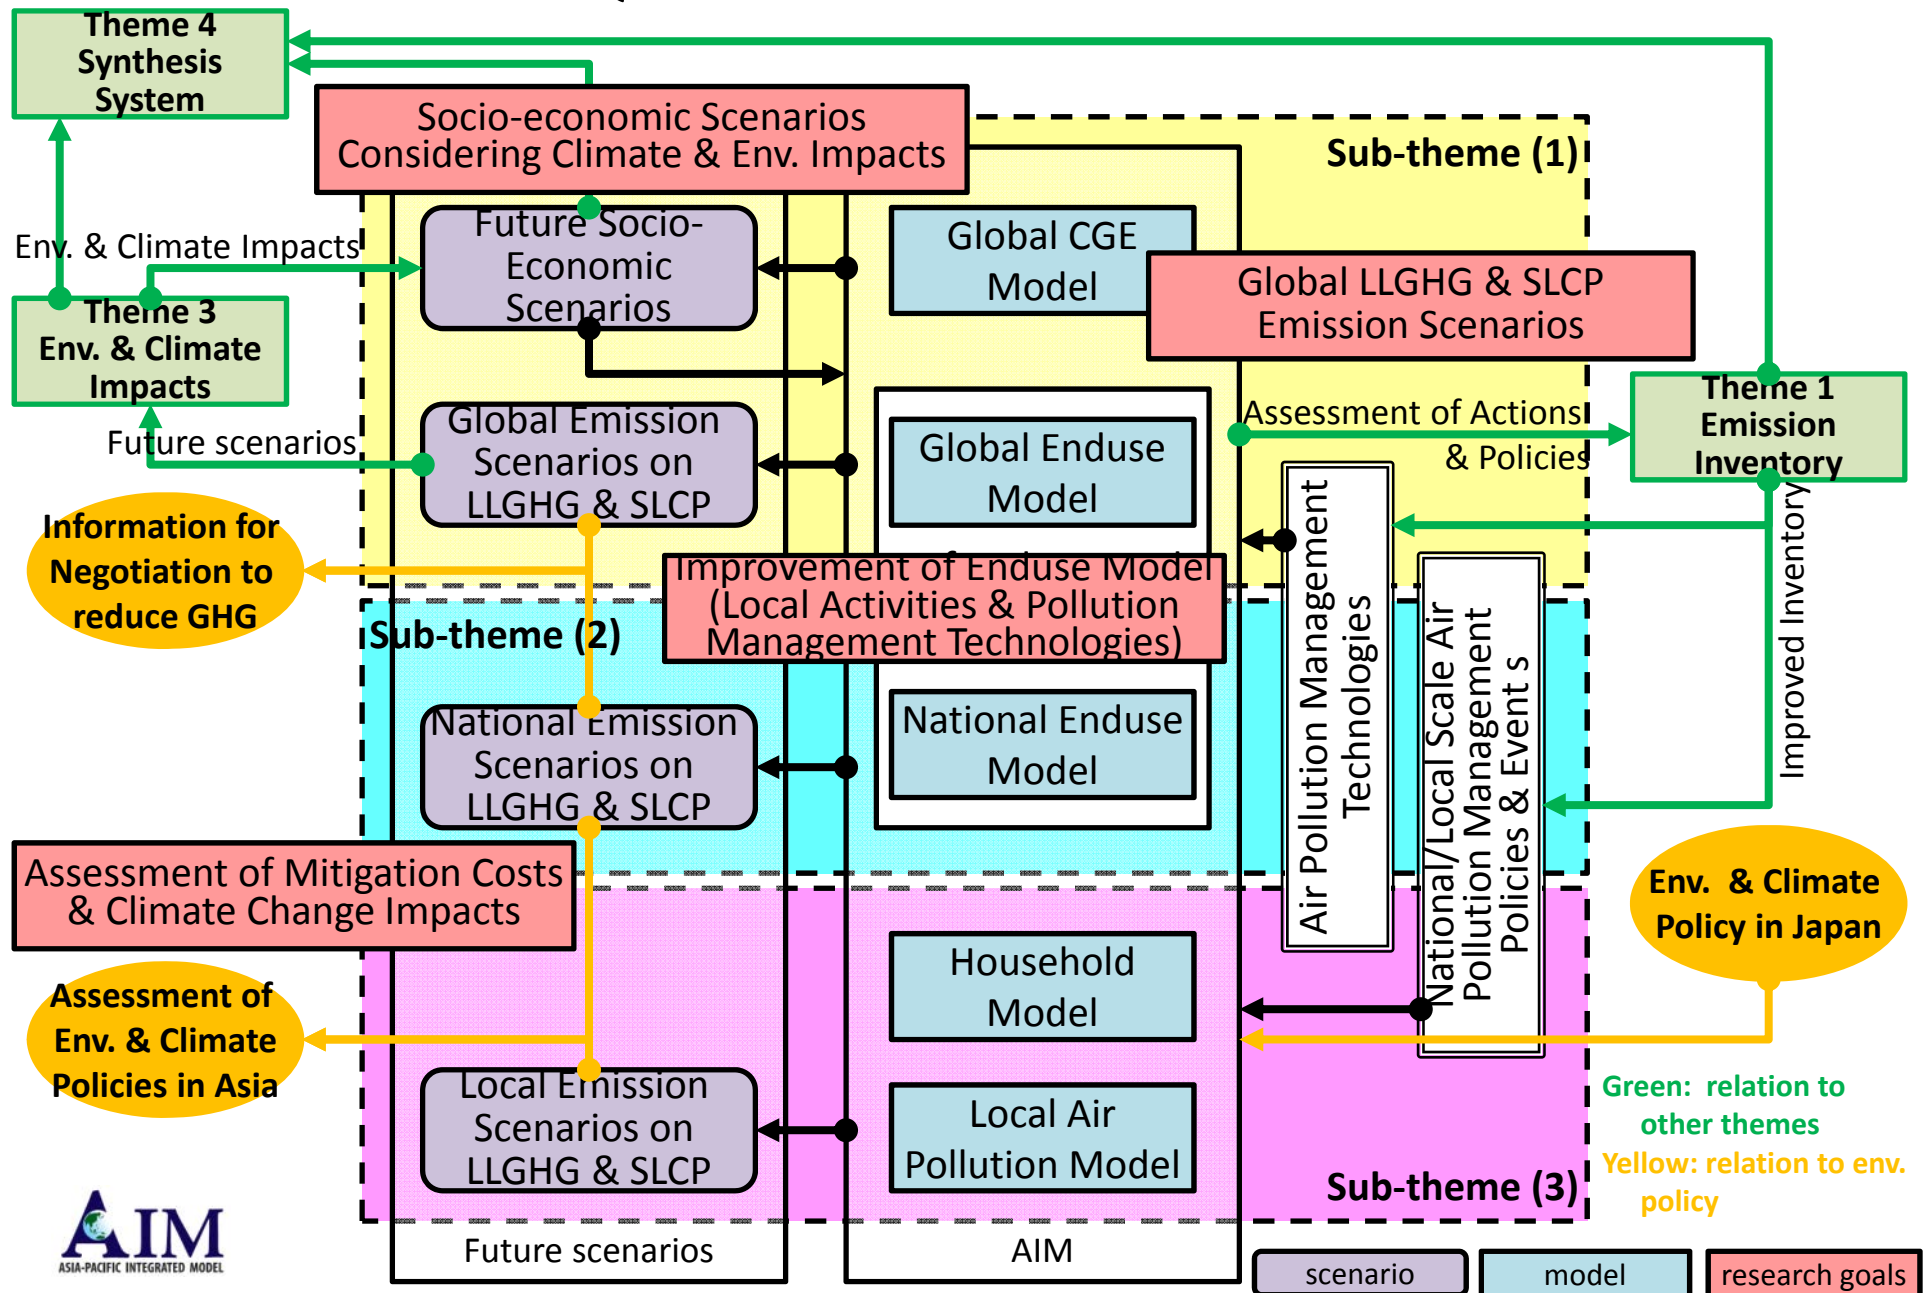 Theme 4
Synthesis
System
Socio-economic Scenarios
Considering Climate & Env. Impacts
Sub-theme (1)
Future Socio-
Economic
Scenarios
Global CGE
Model
Env. & Climate Impacts
Global LLGHG & SLCP
Emission Scenarios
Theme 3
Env. & Climate
Impacts
Theme 1
Emission
Inventory
Global Emission
Scenarios on
LLGHG & SLCP
Global Enduse
Model
Assessment of Actions
& Policies
Future scenarios
Information for
Negotiation to
reduce GHG
Improvement of Enduse Model
(Local Activities & Pollution
Management Technologies)
Air Pollution Management
Technologies
National/Local Scale Air
Pollution Management
Policies & Event s
Improved Inventory
Sub-theme (2)
National Emission
Scenarios on
LLGHG & SLCP
National Enduse
Model
Assessment of Mitigation Costs
& Climate Change Impacts
Env. & Climate
Policy in Japan
Household
Model
Assessment of
Env. & Climate
Policies in Asia
Local Emission
Scenarios on
LLGHG & SLCP
Local Air
Pollution Model
Green: relation to
other themes
Yellow: relation to env.
policy
Sub-theme (3)
AIM
ASIA-PACIFIC INTEGRATED MODEL
Future scenarios
AIM
scenario
model
research goals